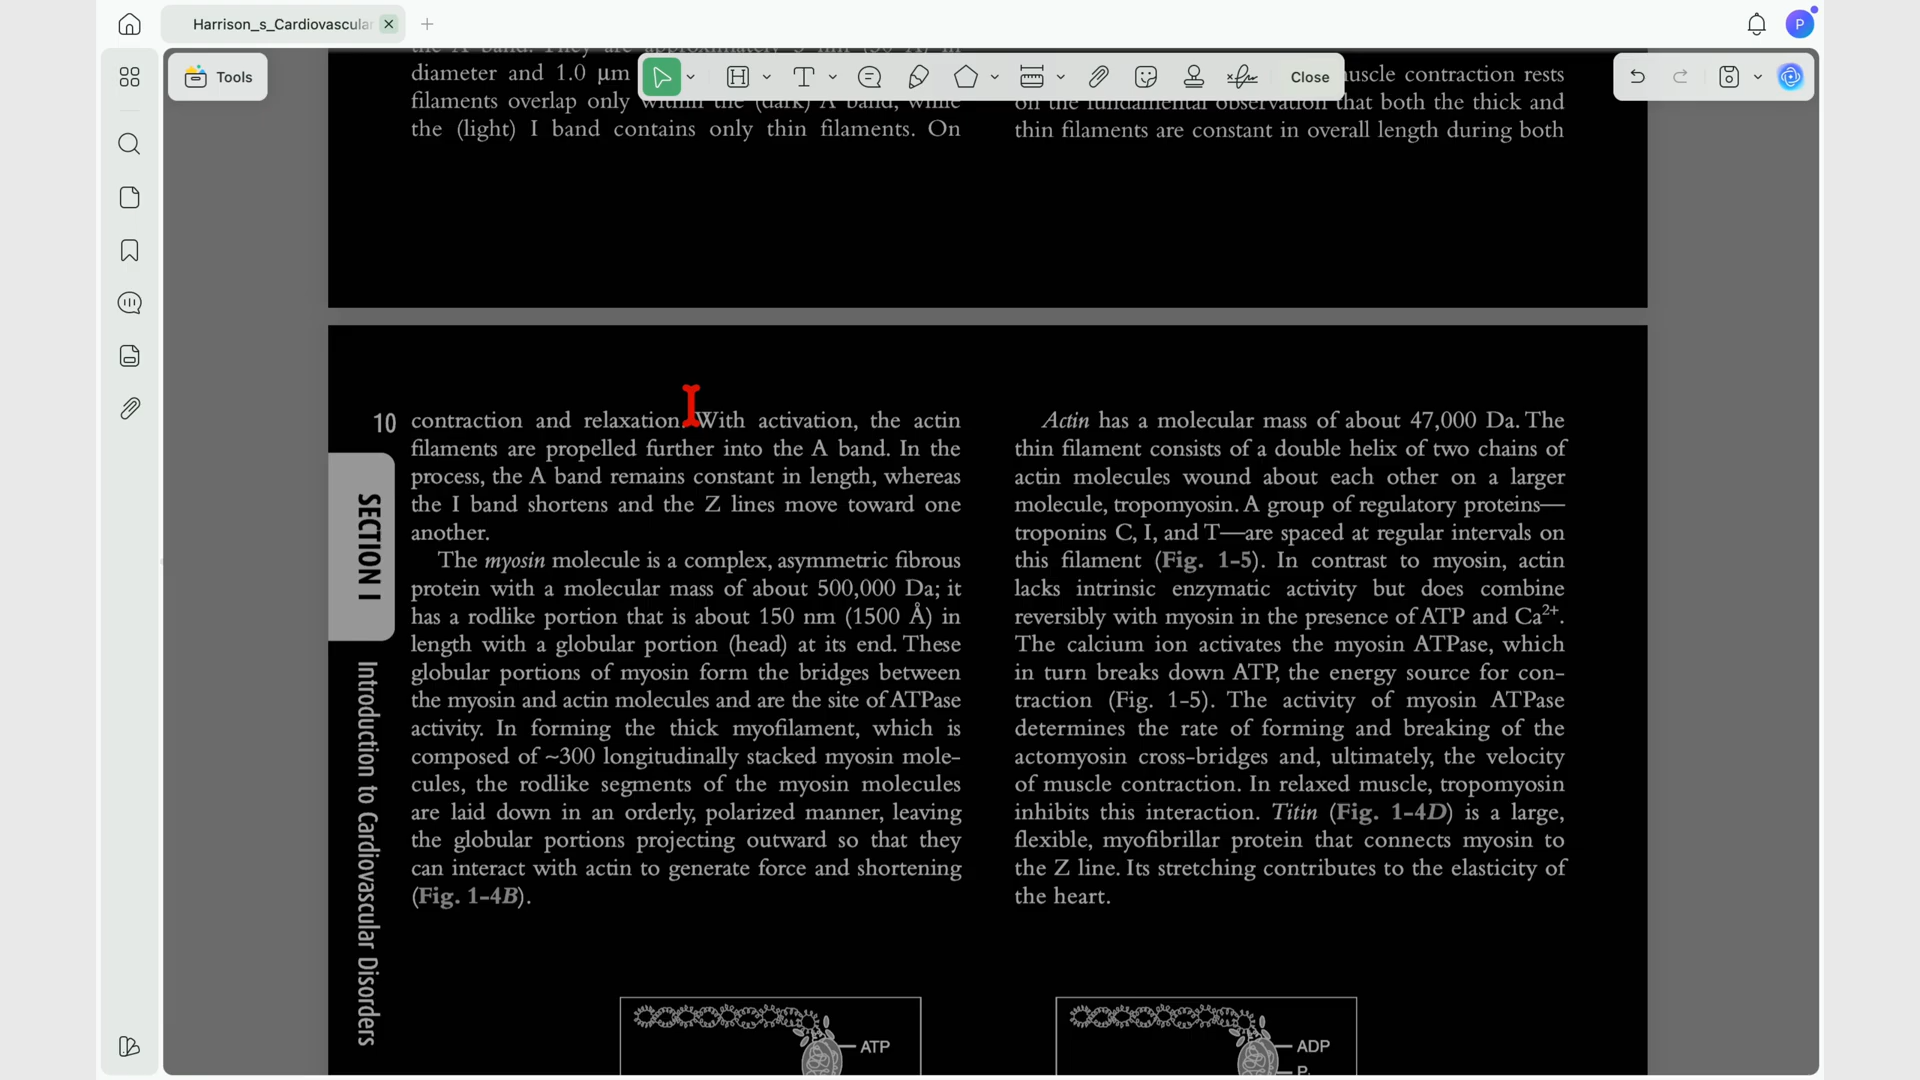 Harrison_s_Cardiovascular
P
Tools
Close
diameter and 1.0 µm
filaments overlap only within the (dark) A band, while
the (light) I band contains only thin filaments. On
muscle contraction rests
on the fundamental observation that both the thick and
thin filaments are constant in overall length during both
10
SECTION I
Introduction to Cardiovascular Disorders
contraction and relaxation. With activation, the actin
filaments are propelled further into the A band. In the
process, the A band remains constant in length, whereas
the I band shortens and the Z lines move toward one
another.
The myosin molecule is a complex, asymmetric fibrous
protein with a molecular mass of about 500,000 Da; it
has a rodlike portion that is about 150 nm (1500 Å) in
length with a globular portion (head) at its end. These
globular portions of myosin form the bridges between
the myosin and actin molecules and are the site of ATPase
activity. In forming the thick myofilament, which is
composed of ~300 longitudinally stacked myosin mole-
cules, the rodlike segments of the myosin molecules
are laid down in an orderly, polarized manner, leaving
the globular portions projecting outward so that they
can interact with actin to generate force and shortening
(Fig. 1-4B).
Actin has a molecular mass of about 47,000 Da. The
thin filament consists of a double helix of two chains of
actin molecules wound about each other on a larger
molecule, tropomyosin. A group of regulatory proteins—
troponins C, I, and T—are spaced at regular intervals on
this filament (Fig. 1-5). In contrast to myosin, actin
lacks intrinsic enzymatic activity but does combine
reversibly with myosin in the presence of ATP and Ca²⁺.
The calcium ion activates the myosin ATPase, which
in turn breaks down ATP, the energy source for con-
traction (Fig. 1-5). The activity of myosin ATPase
determines the rate of forming and breaking of the
actomyosin cross-bridges and, ultimately, the velocity
of muscle contraction. In relaxed muscle, tropomyosin
inhibits this interaction. Titin (Fig. 1-4D) is a large,
flexible, myofibrillar protein that connects myosin to
the Z line. Its stretching contributes to the elasticity of
the heart.
ATP
ADP